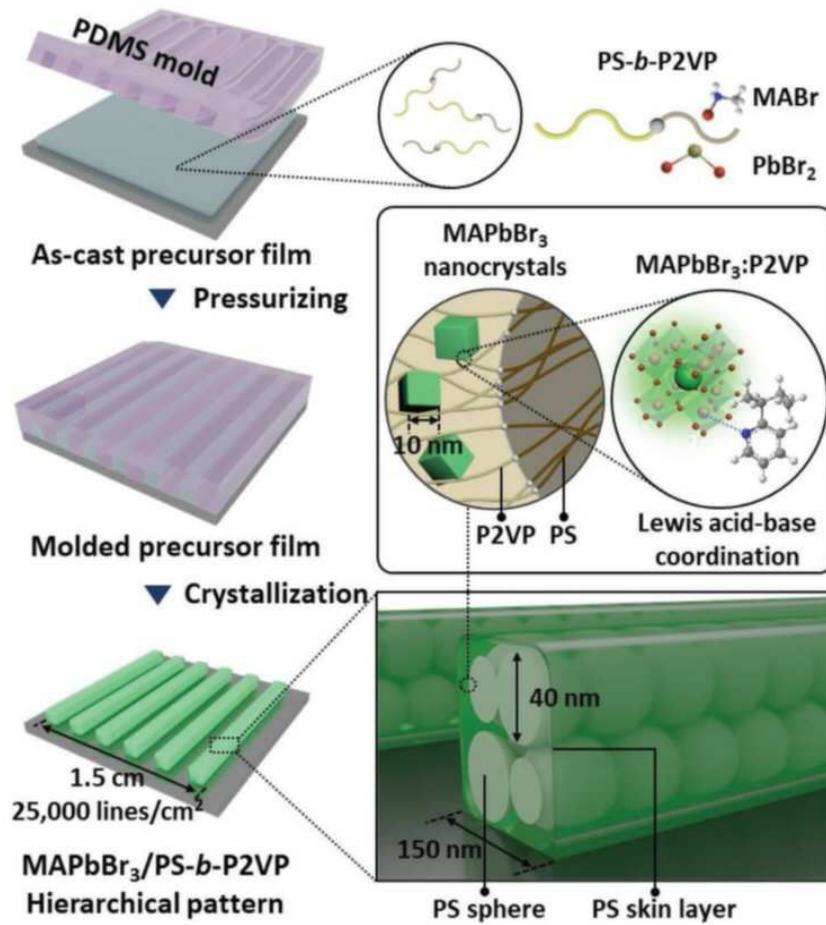 PDMS mold
PS-b-P2VP
MABr
PbBr₂
As-cast precursor film
Pressurizing
MAPbBr₃
nanocrystals
MAPbBr₃:P2VP
10 nm
P2VP
PS
Lewis acid-base
coordination
Molded precursor film
Crystallization
40 nm
1.5 cm
25,000 lines/cm²
150 nm
MAPbBr₃/PS-b-P2VP
Hierarchical pattern
PS sphere
PS skin layer